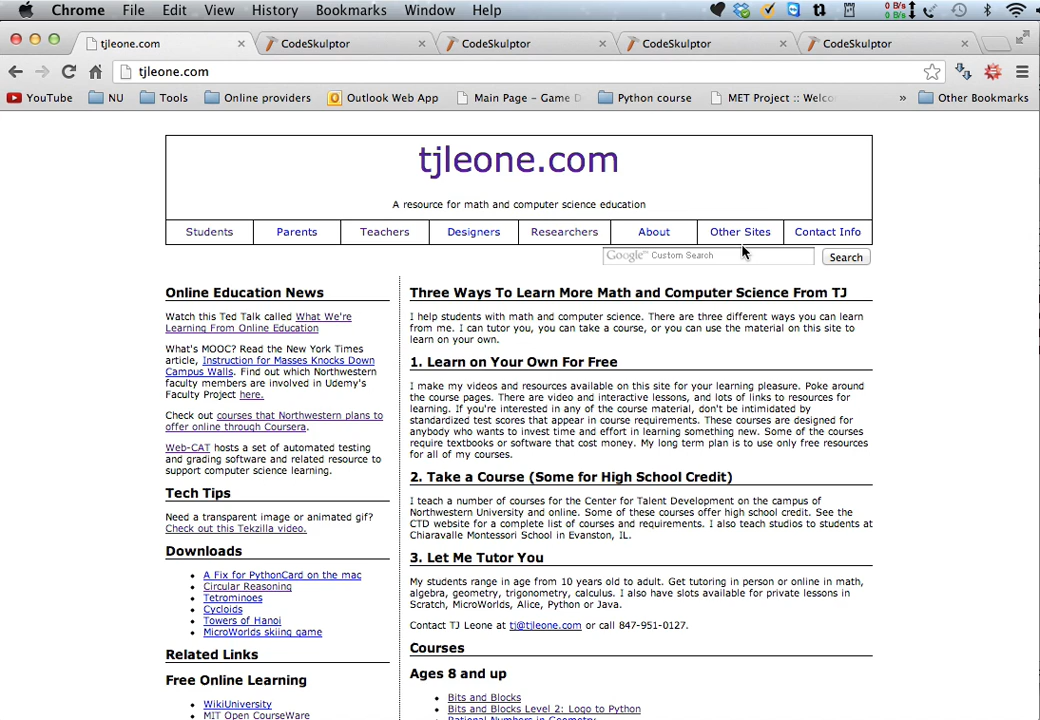 Chrome File Edit View History Bookmarks Window Help
0 B/s
0 B/s
tjleone.com CodeSkulptor CodeSkulptor CodeSkulptor CodeSkulptor
tjleone.com
YouTube NU Tools Online providers Outlook Web App Main Page - Game D Python course MET Project :: Welco » Other Bookmarks
tjleone.com
A resource for math and computer science education
Students Parents Teachers Designers Researchers About Other Sites Contact Info
Google™ Custom Search Search
Online Education News
Watch this Ted Talk called What We're
Learning From Online Education
What's MOOC? Read the New York Times
article, Instruction for Masses Knocks Down
Campus Walls. Find out which Northwestern
faculty members are involved in Udemy's
Faculty Project here.
Check out courses that Northwestern plans to
offer online through Coursera.
Web-CAT hosts a set of automated testing
and grading software and related resource to
support computer science learning.
Tech Tips
Need a transparent image or animated gif?
Check out this Tekzilla video.
Downloads
• A Fix for PythonCard on the mac
• Circular Reasoning
• Tetrominoes
• Cycloids
• Towers of Hanoi
• MicroWorlds skiing game
Related Links
Free Online Learning
• WikiUniversity
• MIT Open CourseWare
Three Ways To Learn More Math and Computer Science From TJ
I help students with math and computer science. There are three different ways you can learn
from me. I can tutor you, you can take a course, or you can use the material on this site to
learn on your own.
1. Learn on Your Own For Free
I make my videos and resources available on this site for your learning pleasure. Poke around
the course pages. There are video and interactive lessons, and lots of links to resources for
learning. If you're interested in any of the course material, don't be intimidated by
standardized test scores that appear in course requirements. These courses are designed for
anybody who wants to invest time and effort in learning something new. Some of the courses
require textbooks or software that cost money. My long term plan is to use only free resources
for all of my courses.
2. Take a Course (Some for High School Credit)
I teach a number of courses for the Center for Talent Development on the campus of
Northwestern University and online. Some of these courses offer high school credit. See the
CTD website for a complete list of courses and requirements. I also teach studios to students at
Chiaravalle Montessori School in Evanston, IL.
3. Let Me Tutor You
My students range in age from 10 years old to adult. Get tutoring in person or online in math,
algebra, geometry, trigonometry, calculus. I also have slots available for private lessons in
Scratch, MicroWorlds, Alice, Python or Java.
Contact TJ Leone at tj@tjleone.com or call 847-951-0127.
Courses
Ages 8 and up
• Bits and Blocks
• Bits and Blocks Level 2: Logo to Python
• Rational Numbers in Geometry